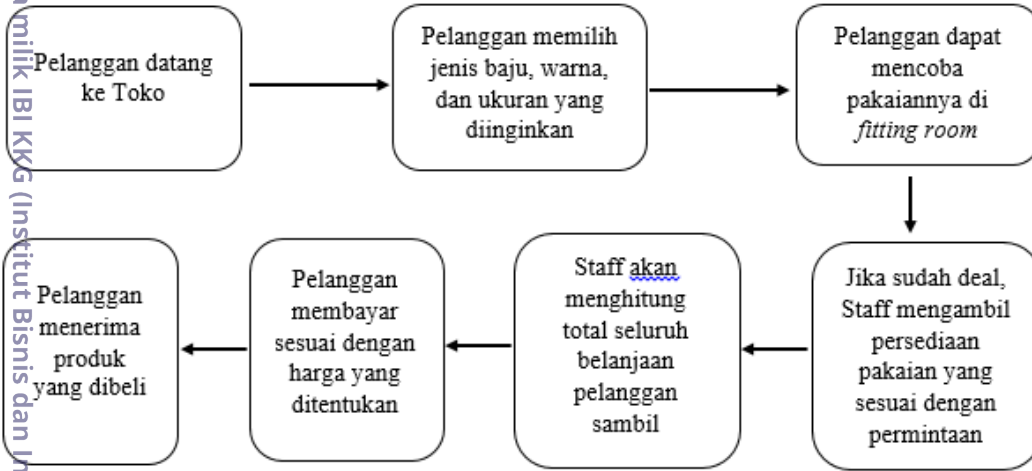 Pelanggan datang
ke Toko
Pelanggan memilih
jenis baju, warna,
dan ukuran yang
diinginkan
Pelanggan dapat
mencoba
pakaiannya di
fitting room
Jika sudah deal,
Staff mengambil
persediaan
pakaian yang
sesuai dengan
permintaan
Staff akan
menghitung
total seluruh
belanjaan
pelanggan
sambil
Pelanggan
membayar
sesuai dengan
harga yang
ditentukan
Pelanggan
menerima
produk
yang dibeli
milik IBI KKG (Institut Bisnis dan